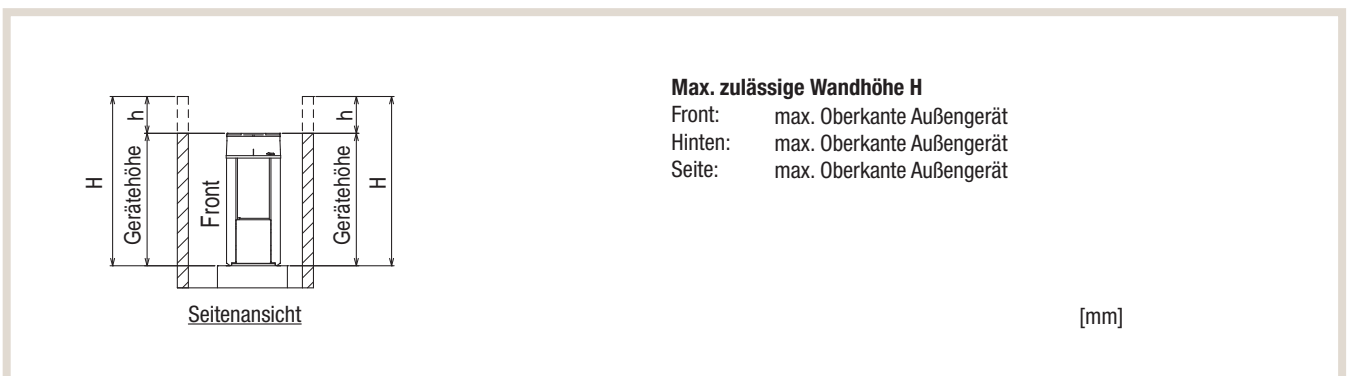 H
Gerätehöhe
h
Front
h
Gerätehöhe
H
Seitenansicht
Max. zulässige Wandhöhe H
Front: max. Oberkante Außengerät
Hinten: max. Oberkante Außengerät
Seite: max. Oberkante Außengerät
[mm]